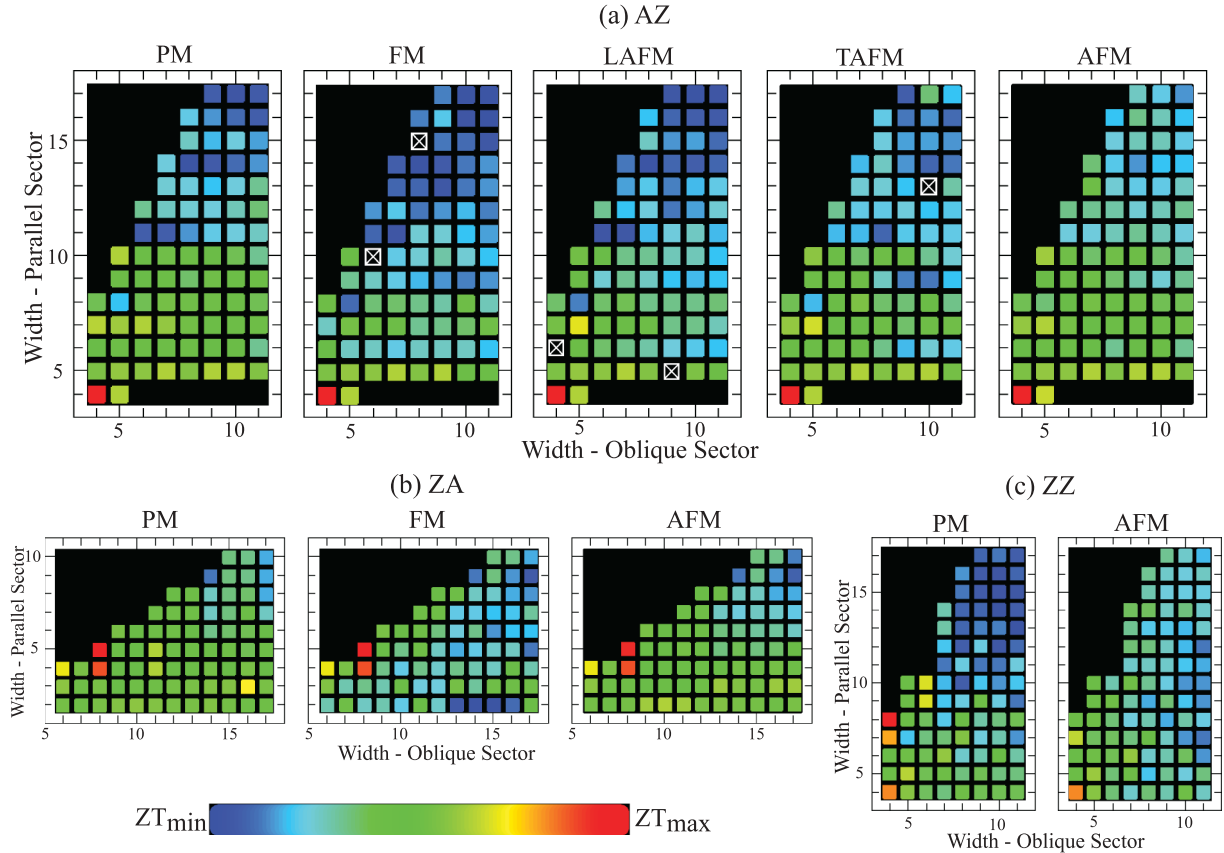 (a) AZ
PM FM LAFM TAFM AFM
Width - Parallel Sector
15
10
5
5 10 5 10 5 10 5 10 5 10
Width - Oblique Sector
(b) ZA
PM FM AFM
Width - Parallel Sector
10
5
5 10 15 5 10 15 5 10 15
Width - Oblique Sector
(c) ZZ
PM AFM
Width - Parallel Sector
15
10
5
5 10 5 10
Width - Oblique Sector
ZTmin ZTmax